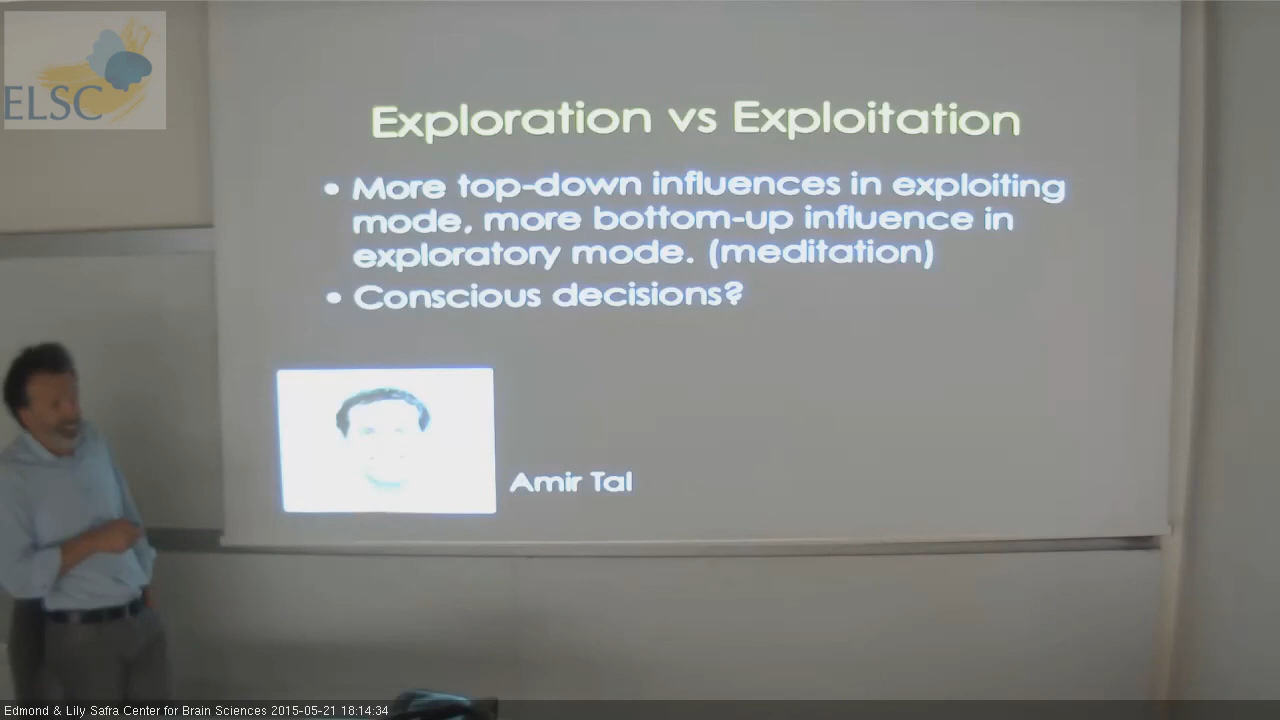 ELSC
Exploration vs Exploitation
• More top-down influences in exploiting
mode, more bottom-up influence in
exploratory mode. (meditation)
• Conscious decisions?
Amir Tal
Edmond & Lily Safra Center for Brain Sciences 2015-05-21 18:14:34